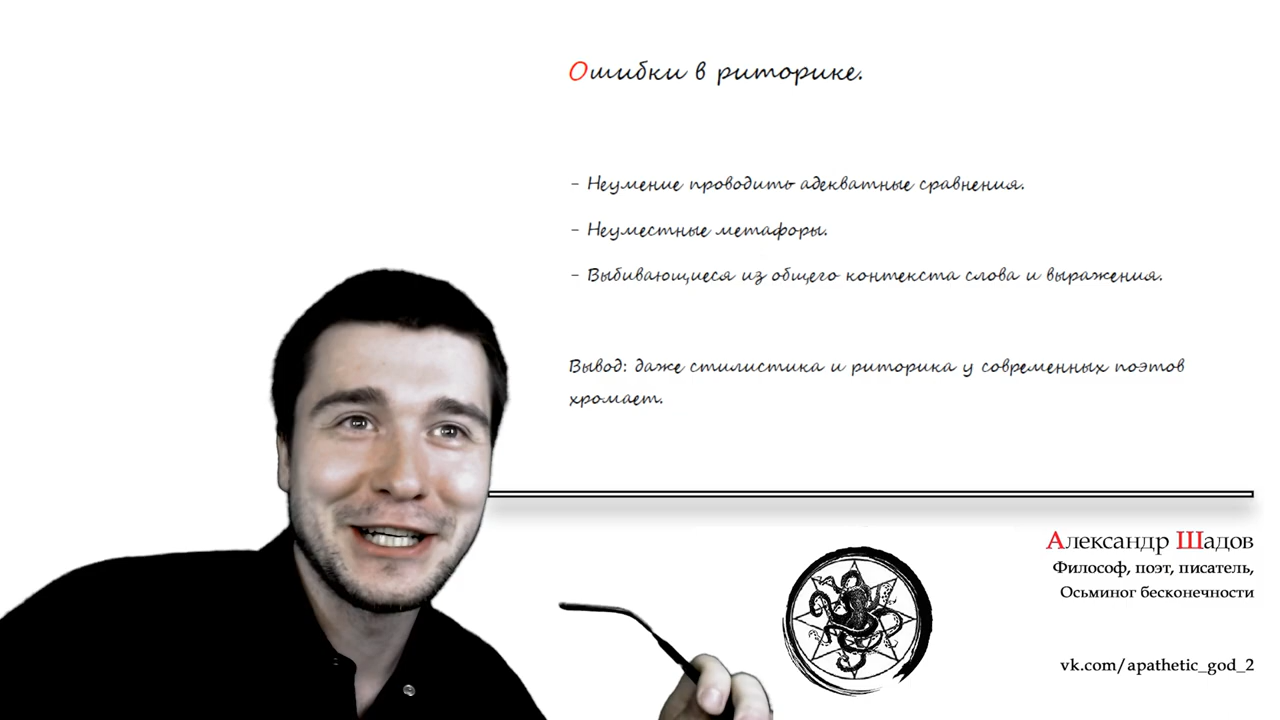 Ошибки в риторике.
- Неумение проводить адекватные сравнения.
- Неуместные метафоры.
- Выбивающиеся из общего контекста слова и выражения.
Вывод: даже стилистика и риторика у современных поэтов
хромает.
Александр Шадов
Философ, поэт, писатель,
Осьминог бесконечности
vk.com/apathetic_god_2